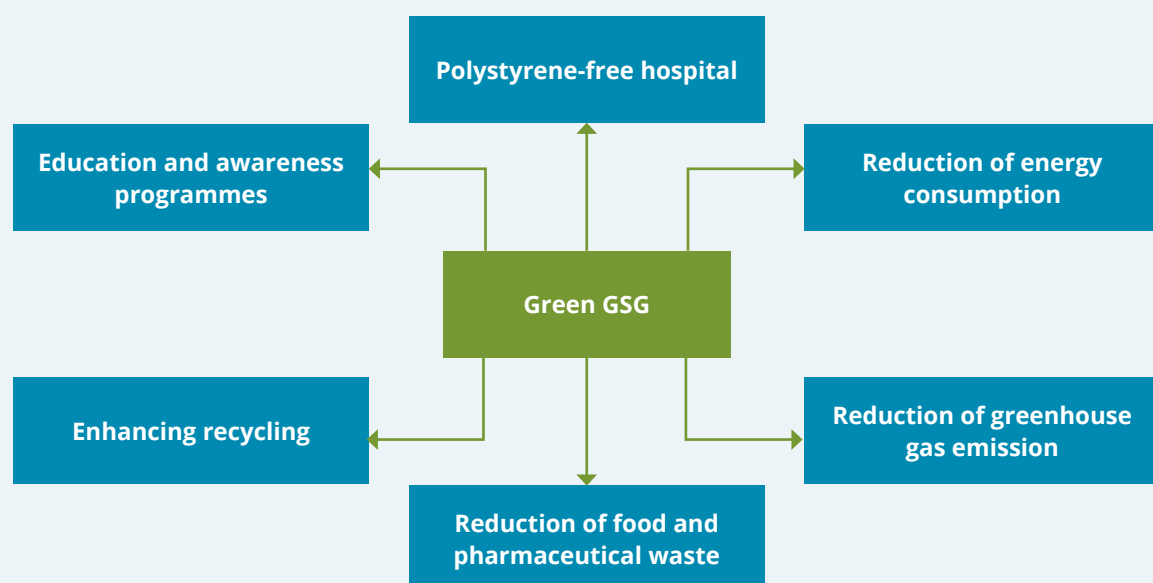 Polystyrene-free hospital
Education and awareness
programmes
Reduction of energy
consumption
Green GSG
Enhancing recycling
Reduction of greenhouse
gas emission
Reduction of food and
pharmaceutical waste